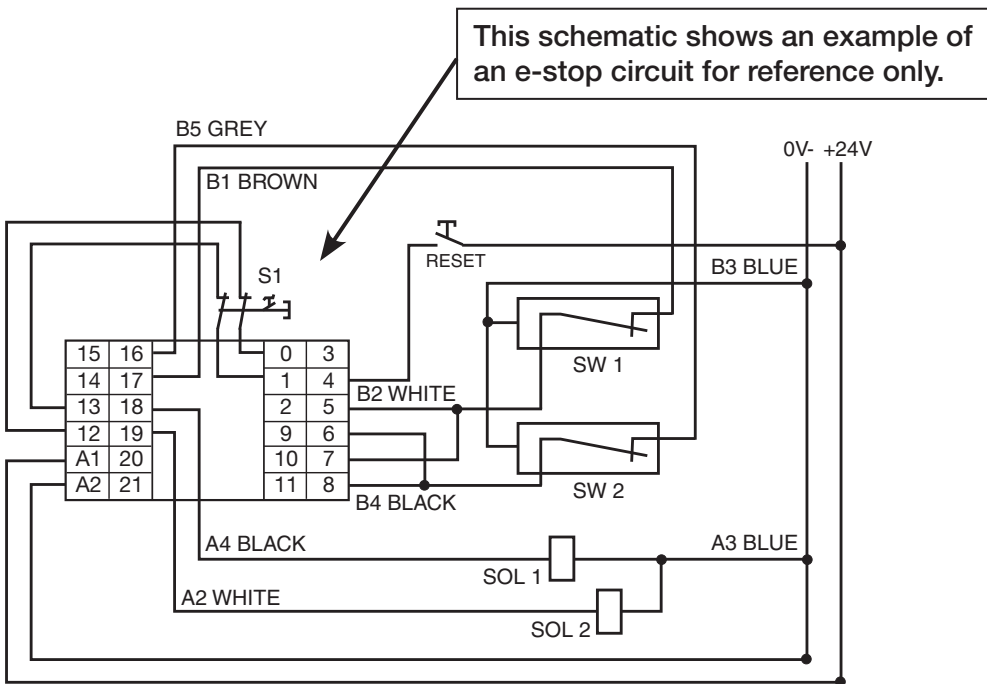 This schematic shows an example of
an e-stop circuit for reference only.
B5 GREY
0V- +24V
B1 BROWN
RESET
B3 BLUE
S1
SW 1
15 16 0 3
14 17 1 4
B2 WHITE
13 18 2 5
12 19 9 6
A1 20 10 7
A2 21 11 8
SW 2
B4 BLACK
A4 BLACK
A3 BLUE
SOL 1
A2 WHITE
SOL 2